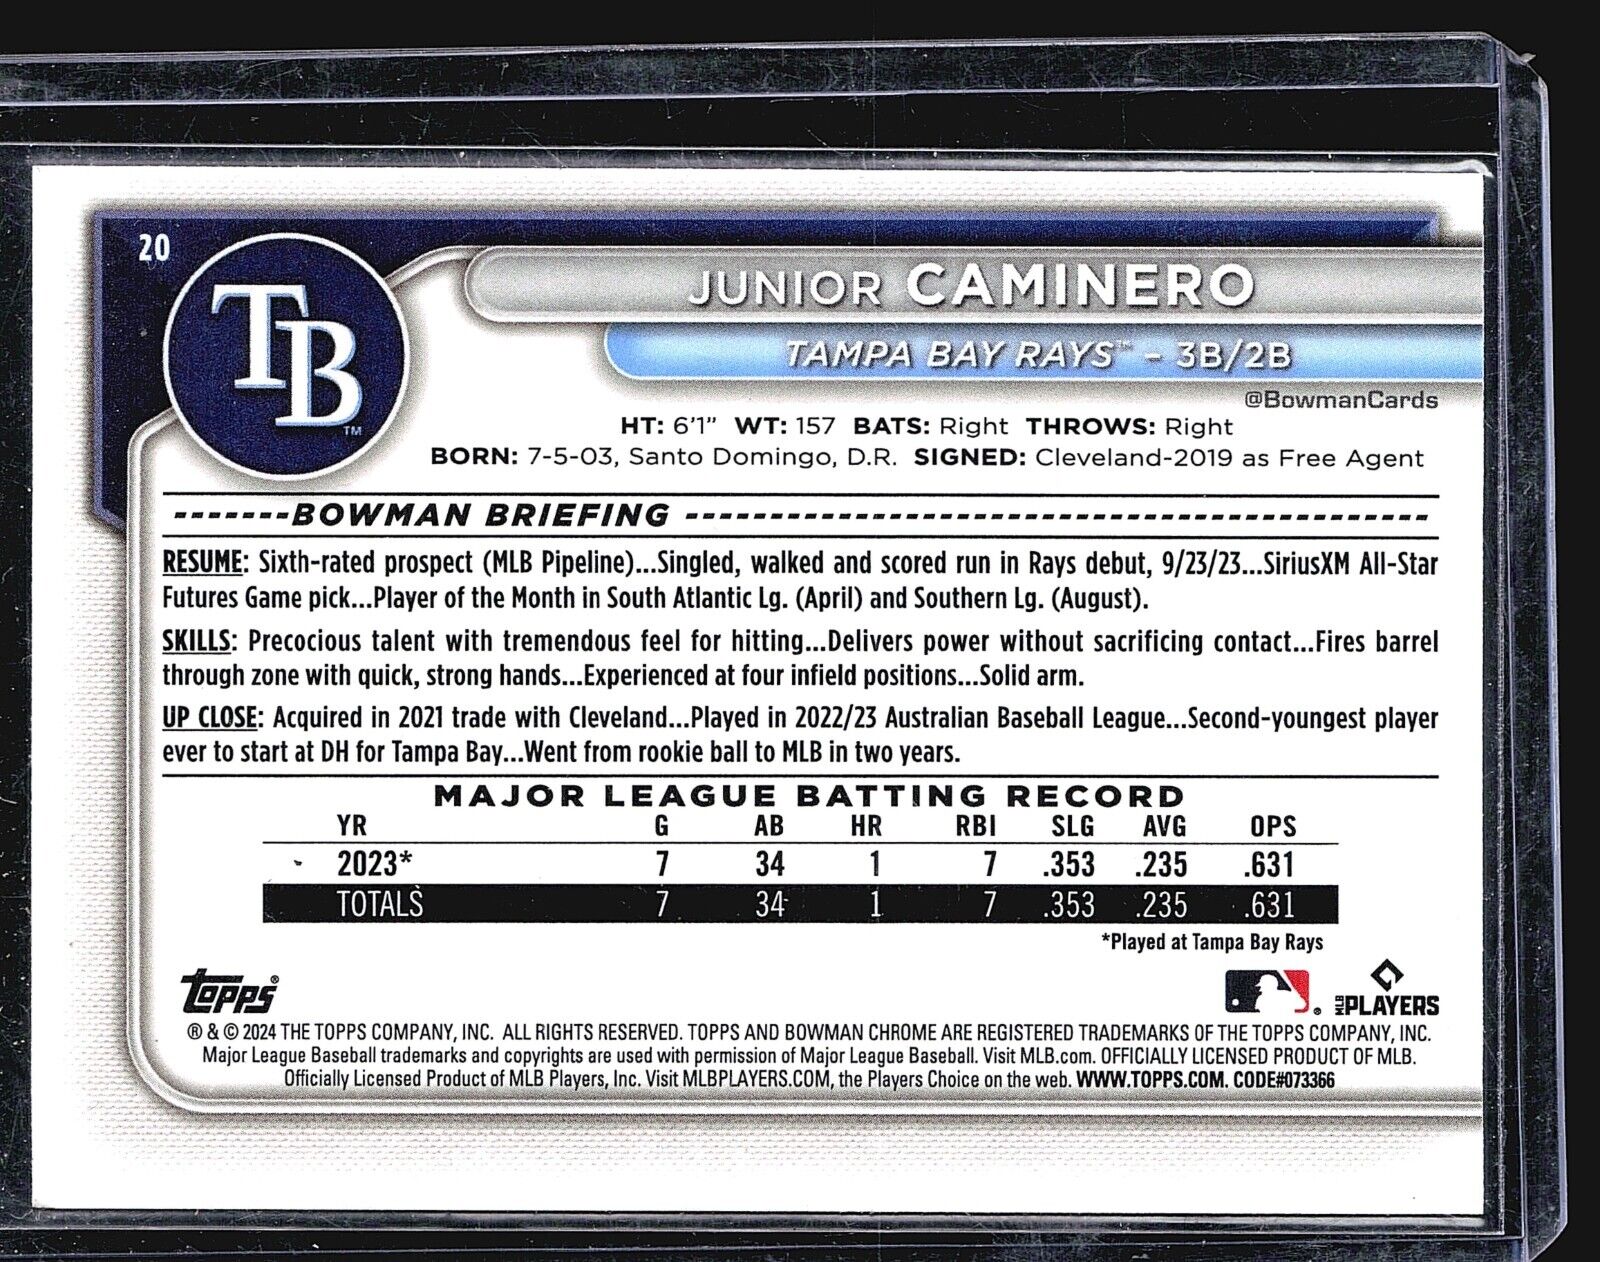 20
TB
TM
JUNIOR CAMINERO
TAMPA BAY RAYS™ - 3B/2B
@BowmanCards
HT: 6'1" WT: 157 BATS: Right THROWS: Right
BORN: 7-5-03, Santo Domingo, D.R. SIGNED: Cleveland-2019 as Free Agent
BOWMAN BRIEFING
RESUME: Sixth-rated prospect (MLB Pipeline)...Singled, walked and scored run in Rays debut, 9/23/23...SiriusXM All-Star
Futures Game pick...Player of the Month in South Atlantic Lg. (April) and Southern Lg. (August).
SKILLS: Precocious talent with tremendous feel for hitting...Delivers power without sacrificing contact...Fires barrel
through zone with quick, strong hands...Experienced at four infield positions...Solid arm.
UP CLOSE: Acquired in 2021 trade with Cleveland...Played in 2022/23 Australian Baseball League...Second-youngest player
ever to start at DH for Tampa Bay...Went from rookie ball to MLB in two years.
MAJOR LEAGUE BATTING RECORD
YR G AB HR RBI SLG AVG OPS
2023* 7 34 1 7 .353 .235 .631
TOTALS 7 34 1 7 .353 .235 .631
*Played at Tampa Bay Rays
topps®
MLB PLAYERS
® & © 2024 THE TOPPS COMPANY, INC. ALL RIGHTS RESERVED. TOPPS AND BOWMAN CHROME ARE REGISTERED TRADEMARKS OF THE TOPPS COMPANY, INC.
Major League Baseball trademarks and copyrights are used with permission of Major League Baseball. Visit MLB.com. OFFICIALLY LICENSED PRODUCT OF MLB.
Officially Licensed Product of MLB Players, Inc. Visit MLBPLAYERS.COM, the Players Choice on the web. WWW.TOPPS.COM. CODE#073366